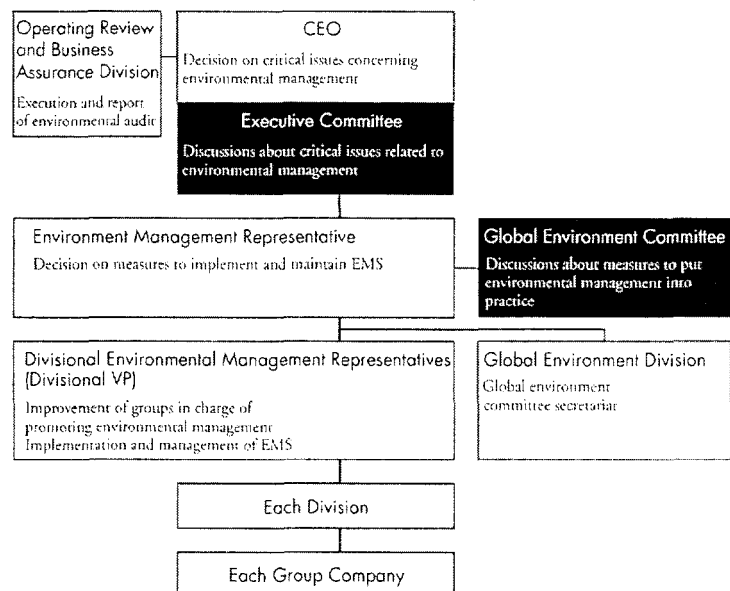 Operating Review
and Business
Assurance Division
Execution and report
of environmental audit
CEO
Decision on critical issues concerning
environmental management
Executive Committee
Discussions about critical issues related to
environmental management
Environment Management Representative
Decision on measures to implement and maintain EMS
Global Environment Committee
Discussions about measures to put
environmental management into
practice
Divisional Environmental Management Representatives
(Divisional VP)
Improvement of groups in charge of
promoting environmental management
Implementation and management of EMS
Global Environment Division
Global environment
committee secretariat
Each Division
Each Group Company